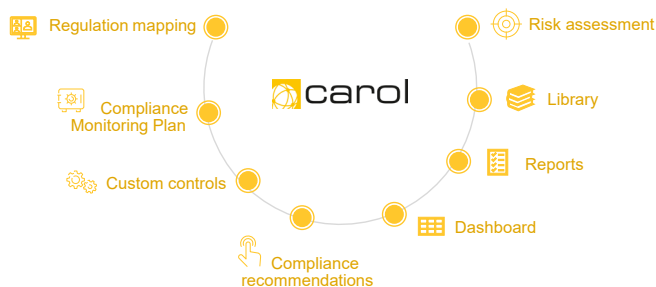 Regulation mapping
Risk assessment
carol
Compliance
Monitoring Plan
Library
Custom controls
Reports
Dashboard
Compliance
recommendations